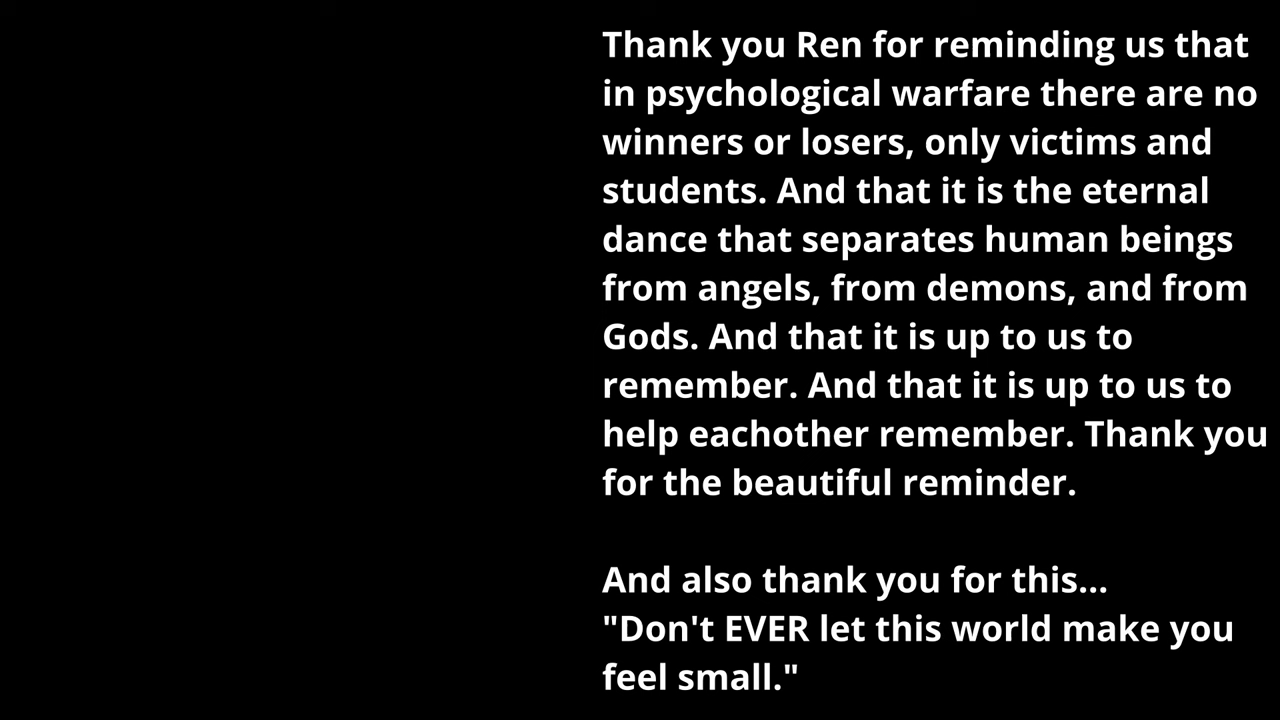 Thank you Ren for reminding us that
in psychological warfare there are no
winners or losers, only victims and
students. And that it is the eternal
dance that separates human beings
from angels, from demons, and from
Gods. And that it is up to us to
remember. And that it is up to us to
help eachother remember. Thank you
for the beautiful reminder.

And also thank you for this...
"Don't EVER let this world make you
feel small."